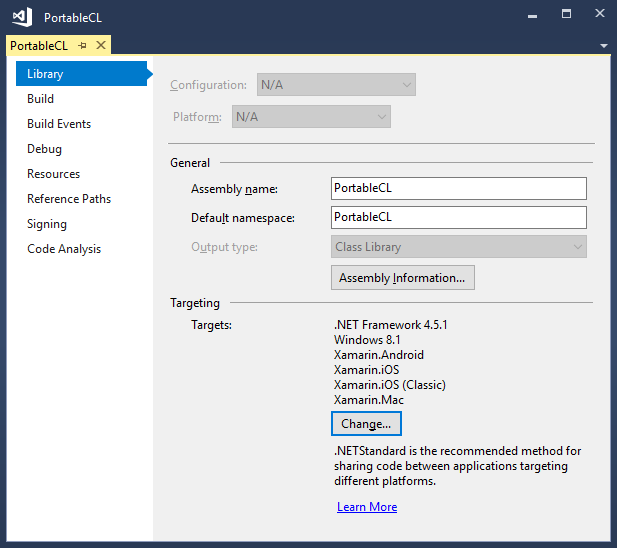 PortableCL
PortableCL
Library
Build
Build Events
Debug
Resources
Reference Paths
Signing
Code Analysis
Configuration: N/A
Platform: N/A
General
Assembly name: PortableCL
Default namespace: PortableCL
Output type: Class Library
Assembly Information...
Targeting
Targets: .NET Framework 4.5.1
Windows 8.1
Xamarin.Android
Xamarin.iOS
Xamarin.iOS (Classic)
Xamarin.Mac
Change...
.NETStandard is the recommended method for
sharing code between applications targeting
different platforms.
Learn More